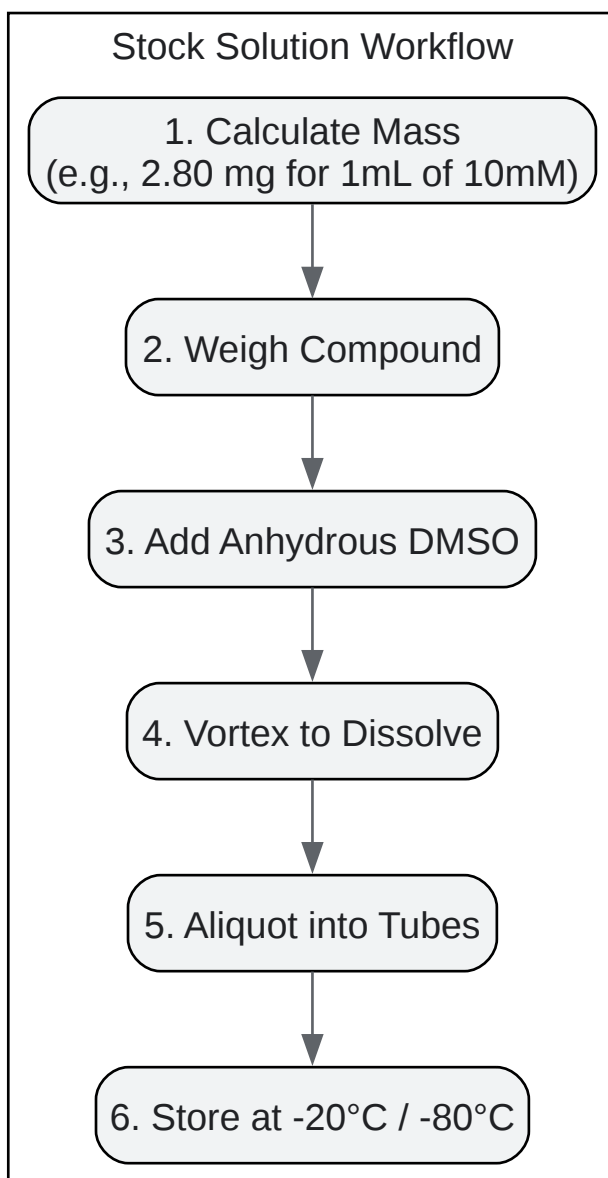 Stock Solution Workflow
1. Calculate Mass
(e.g., 2.80 mg for 1mL of 10mM)
2. Weigh Compound
3. Add Anhydrous DMSO
4. Vortex to Dissolve
5. Aliquot into Tubes
6. Store at -20°C / -80°C